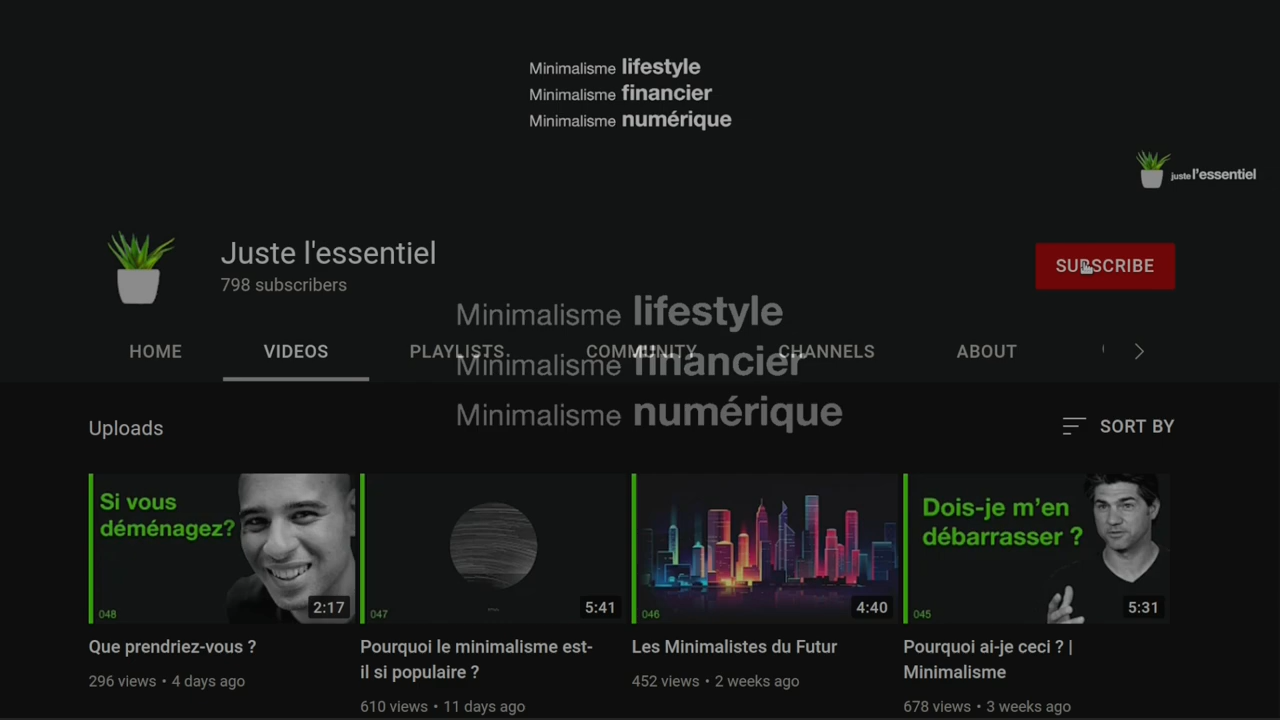 Minimalisme lifestyle
Minimalisme financier
Minimalisme numérique
juste l'essentiel
Juste l'essentiel
798 subscribers
SUBSCRIBE
Minimalisme lifestyle
HOME VIDEOS PLAYLISTS COMMUNITY CHANNELS ABOUT
Minimalisme financier
Minimalisme numérique
Uploads
SORT BY
Si vous
déménagez?
048
2:17
047
5:41
046
4:40
Dois-je m'en
débarrasser ?
045
5:31
Que prendriez-vous ?
296 views • 4 days ago
Pourquoi le minimalisme est-
il si populaire ?
610 views • 11 days ago
Les Minimalistes du Futur
452 views • 2 weeks ago
Pourquoi ai-je ceci ? |
Minimalisme
678 views • 3 weeks ago